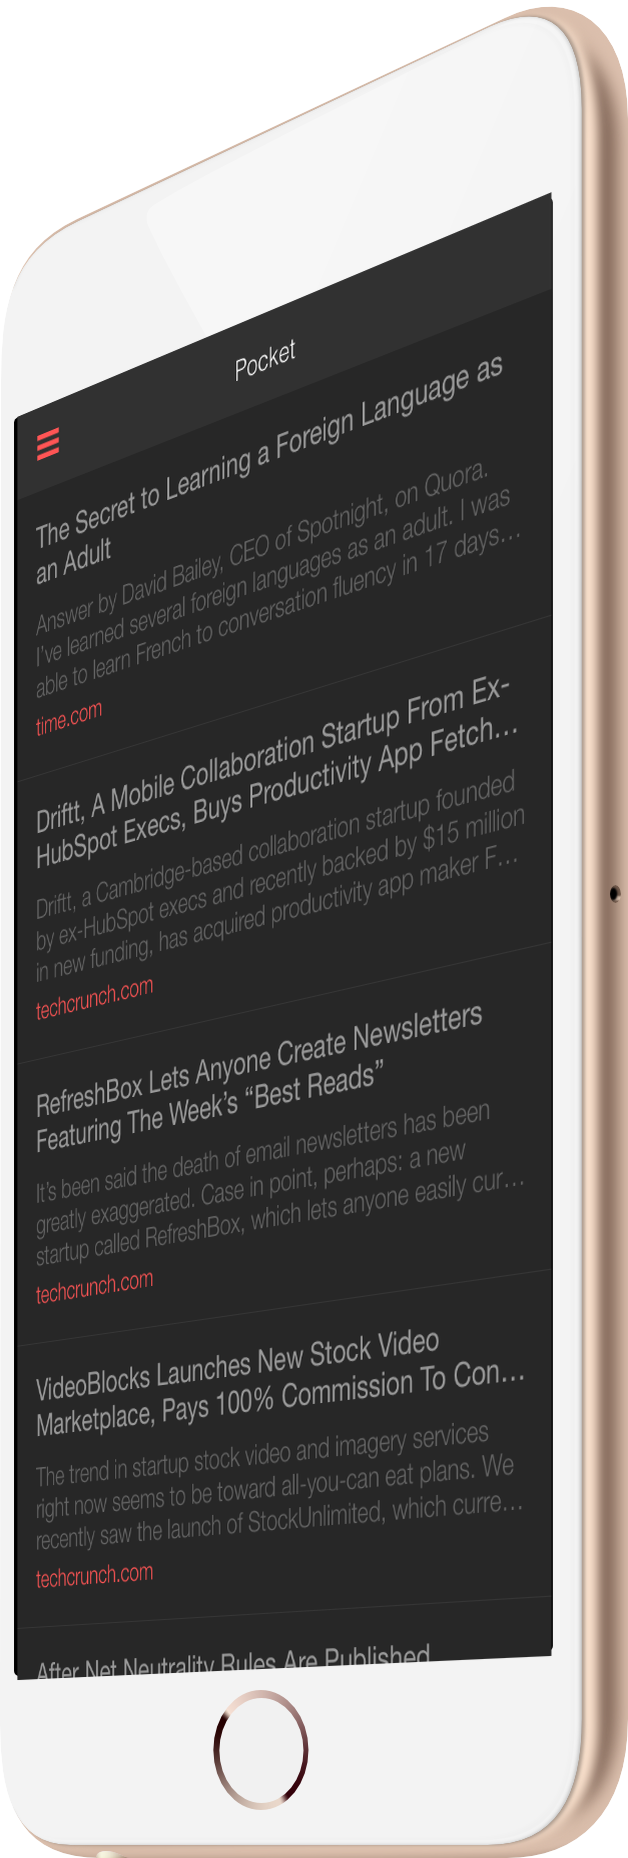 Pocket
The Secret to Learning a Foreign Language as
an Adult
Answer by David Bailey, CEO of Spotnight, on Quora.
I've learned several foreign languages as an adult. I was
able to learn French to conversation fluency in 17 days…
time.com
Driftt, A Mobile Collaboration Startup From Ex-
HubSpot Execs, Buys Productivity App Fetch…
Driftt, a Cambridge-based collaboration startup founded
by ex-HubSpot execs and recently backed by $15 million
in new funding, has acquired productivity app maker F…
techcrunch.com
RefreshBox Lets Anyone Create Newsletters
Featuring The Week's “Best Reads”
It's been said the death of email newsletters has been
greatly exaggerated. Case in point, perhaps: a new
startup called RefreshBox, which lets anyone easily cur…
techcrunch.com
VideoBlocks Launches New Stock Video
Marketplace, Pays 100% Commission To Con…
The trend in startup stock video and imagery services
right now seems to be toward all-you-can eat plans. We
recently saw the launch of StockUnlimited, which curre…
techcrunch.com
After Net Neutrality Rules Are Published